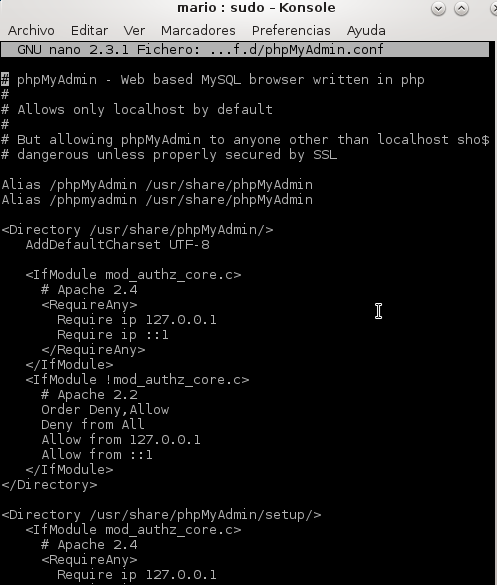 mario : sudo – Konsole
Archivo Editar Ver Marcadores Preferencias Ayuda
GNU nano 2.3.1 Fichero: ...f.d/phpMyAdmin.conf
# phpMyAdmin - Web based MySQL browser written in php
#
# Allows only localhost by default
#
# But allowing phpMyAdmin to anyone other than localhost sho$
# dangerous unless properly secured by SSL
Alias /phpMyAdmin /usr/share/phpMyAdmin
Alias /phpmyadmin /usr/share/phpMyAdmin
<Directory /usr/share/phpMyAdmin/>
AddDefaultCharset UTF-8
<IfModule mod_authz_core.c>
# Apache 2.4
<RequireAny>
Require ip 127.0.0.1
Require ip ::1
</RequireAny>
</IfModule>
<IfModule !mod_authz_core.c>
# Apache 2.2
Order Deny,Allow
Deny from All
Allow from 127.0.0.1
Allow from ::1
</IfModule>
</Directory>
<Directory /usr/share/phpMyAdmin/setup/>
<IfModule mod_authz_core.c>
# Apache 2.4
<RequireAny>
Require ip 127.0.0.1